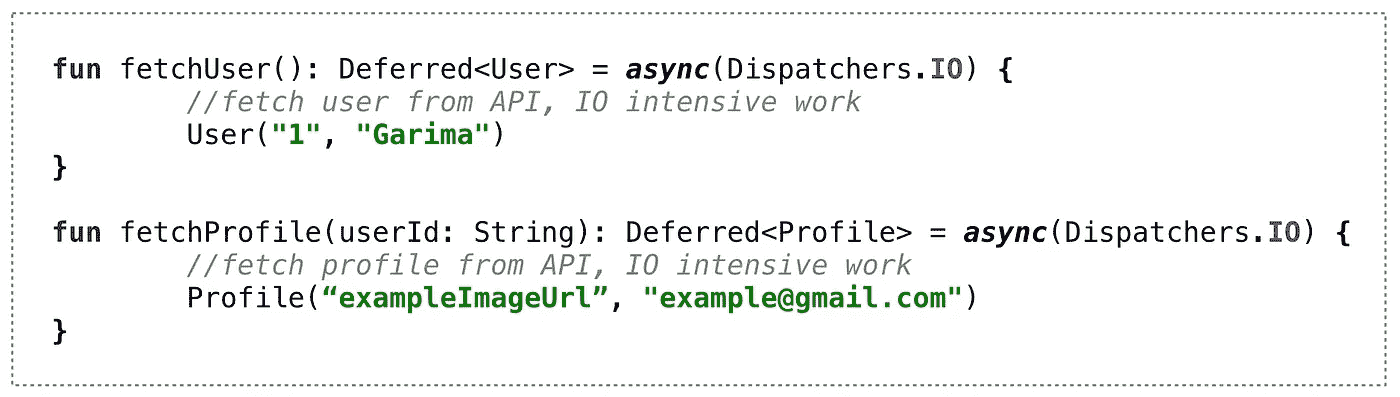 fun fetchUser(): Deferred<User> = async(Dispatchers.IO) {
//fetch user from API, IO intensive work
User("1", "Garima")
}
fun fetchProfile(userId: String): Deferred<Profile> = async(Dispatchers.IO) {
//fetch profile from API, IO intensive work
Profile(“exampleImageUrl”, "example@gmail.com")
}